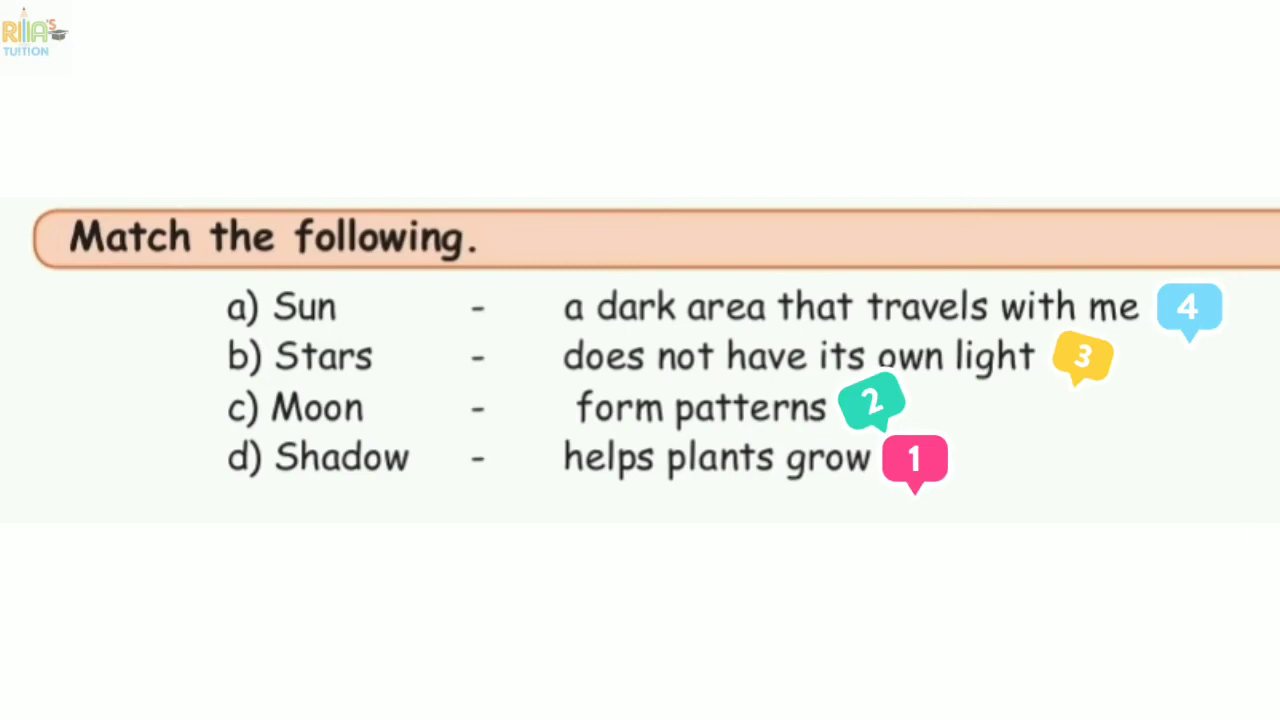 RIIA'S
TUITION
Match the following.
a) Sun - a dark area that travels with me 4
b) Stars - does not have its own light 3
c) Moon - form patterns 2
d) Shadow - helps plants grow 1